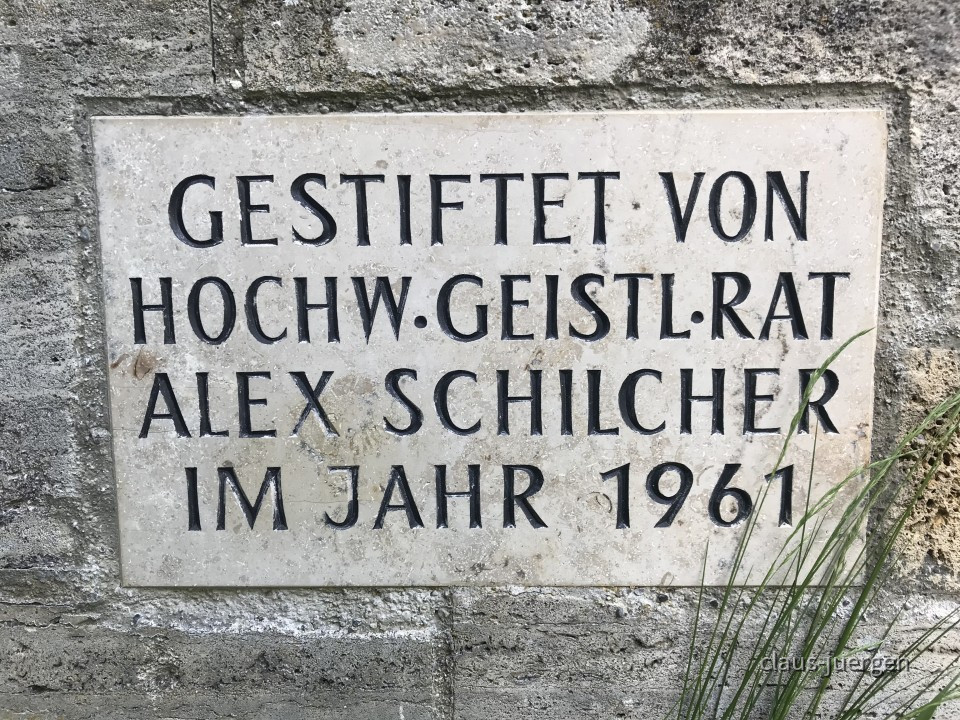 GESTIFTET VON
HOCHW.·GEISTL·RAT
ALEX SCHILCHER
IM JAHR 1961
claus-juergen